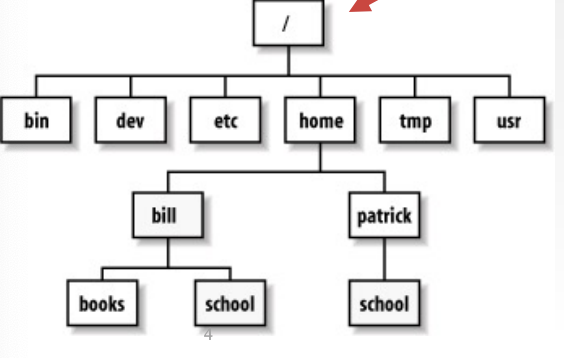 /
bin dev etc home tmp usr
bill patrick
books school school
4